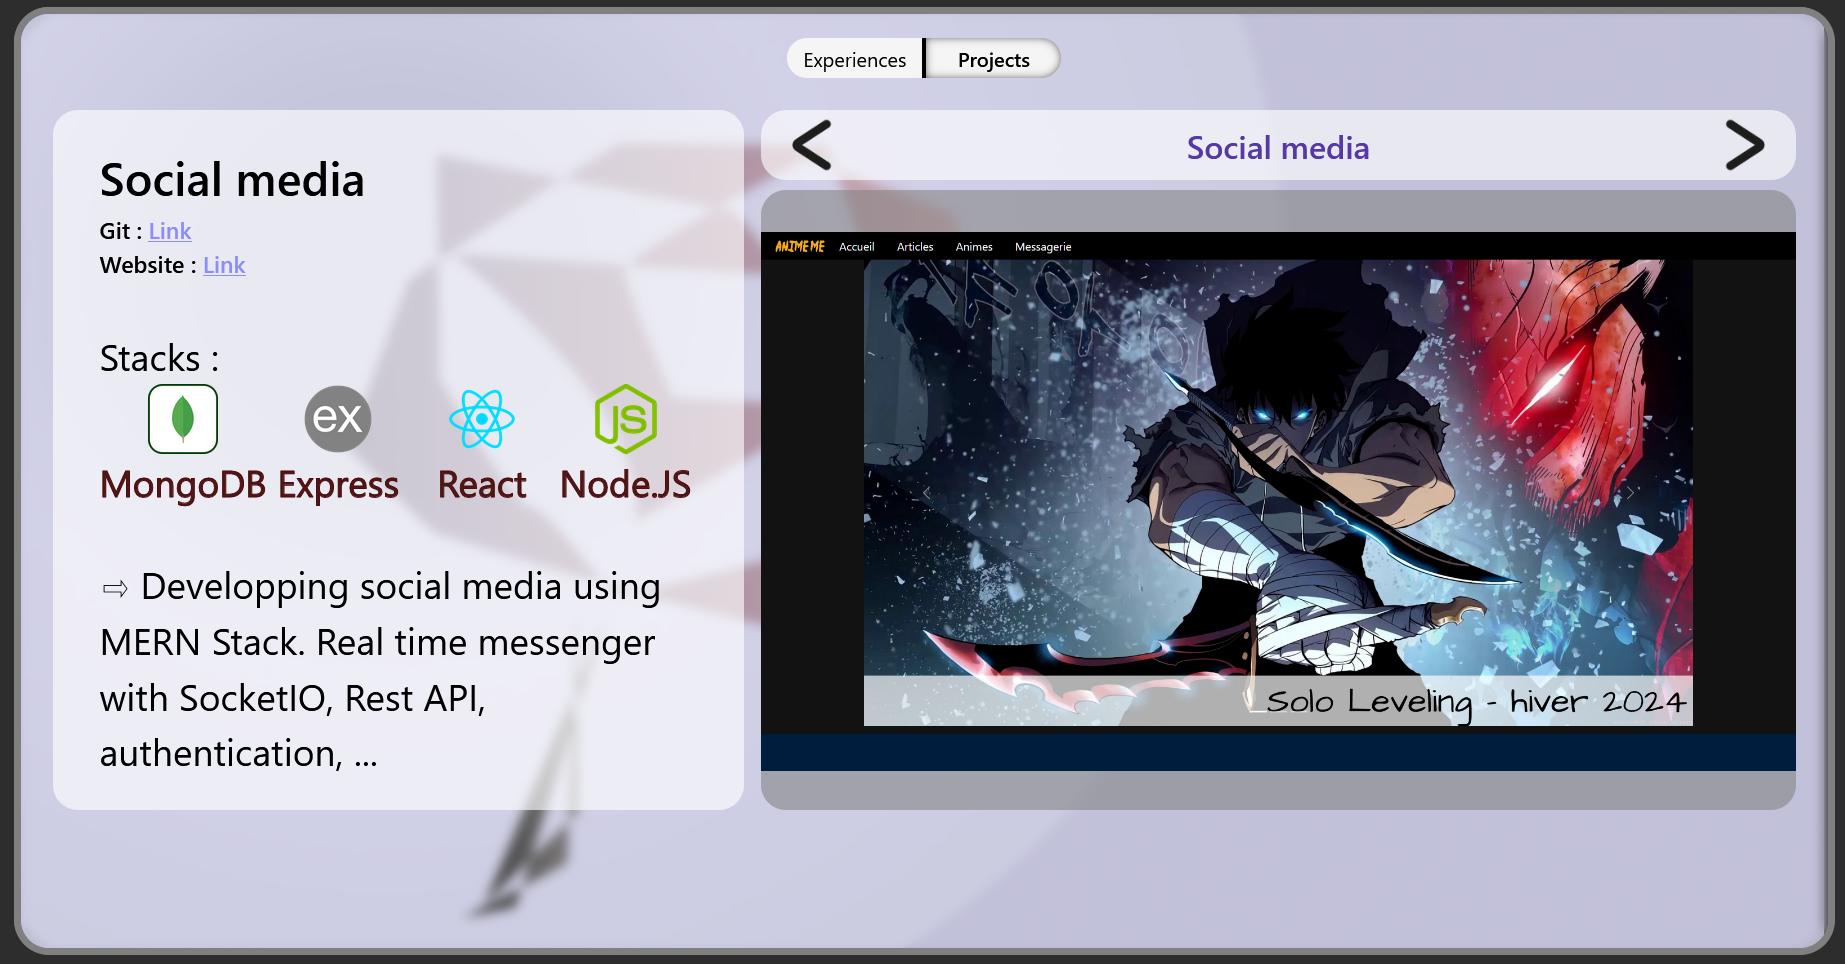 Experiences Projects
Social media
Git : Link
Website : Link
Stacks :
ex JS
MongoDB Express React Node.JS
⇨ Developping social media using
MERN Stack. Real time messenger
with SocketIO, Rest API,
authentication, ...
< Social media >
ANIME ME Accueil Articles Animes Messagerie
Solo Leveling - hiver 2024